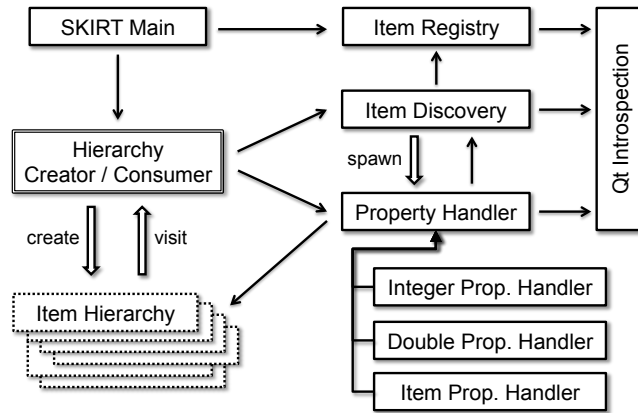 SKIRT Main
Item Registry
Item Discovery
Hierarchy
Creator / Consumer
spawn
Qt Introspection
Property Handler
create
visit
Item Hierarchy
Integer Prop. Handler
Double Prop. Handler
Item Prop. Handler